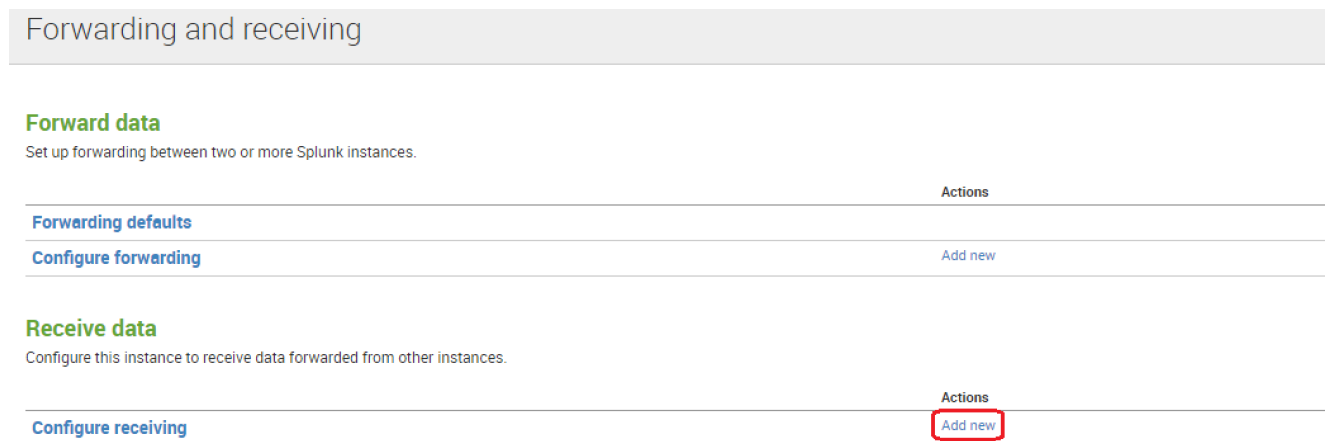 Forwarding and receiving
Forward data
Set up forwarding between two or more Splunk instances.
Actions
Forwarding defaults
Configure forwarding Add new
Receive data
Configure this instance to receive data forwarded from other instances.
Actions
Configure receiving Add new